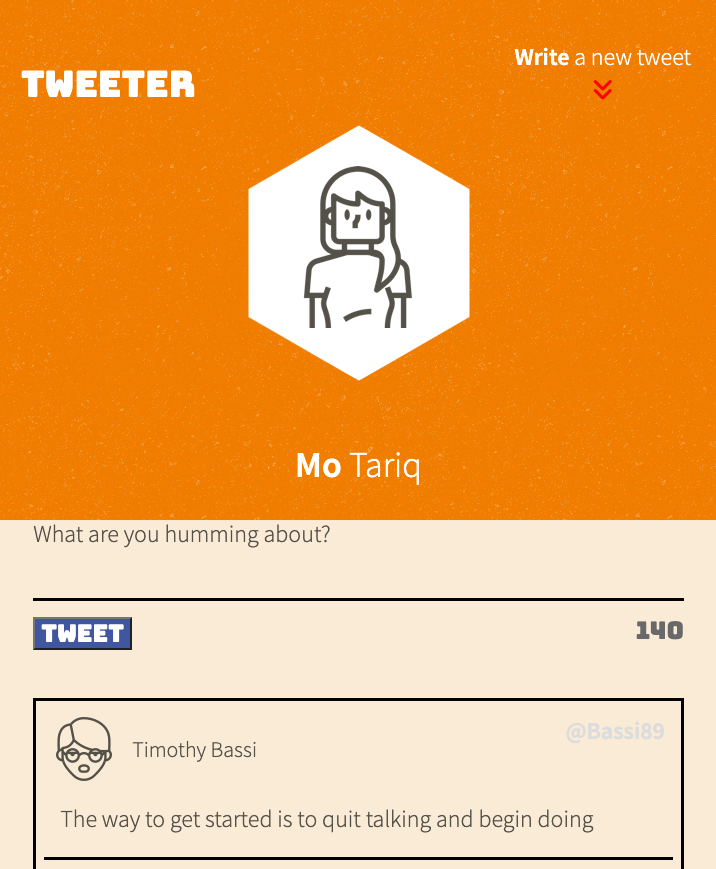 Write a new tweet
TWEETER
Mo Tariq
What are you humming about?
TWEET
140
Timothy Bassi
@Bassi89
The way to get started is to quit talking and begin doing